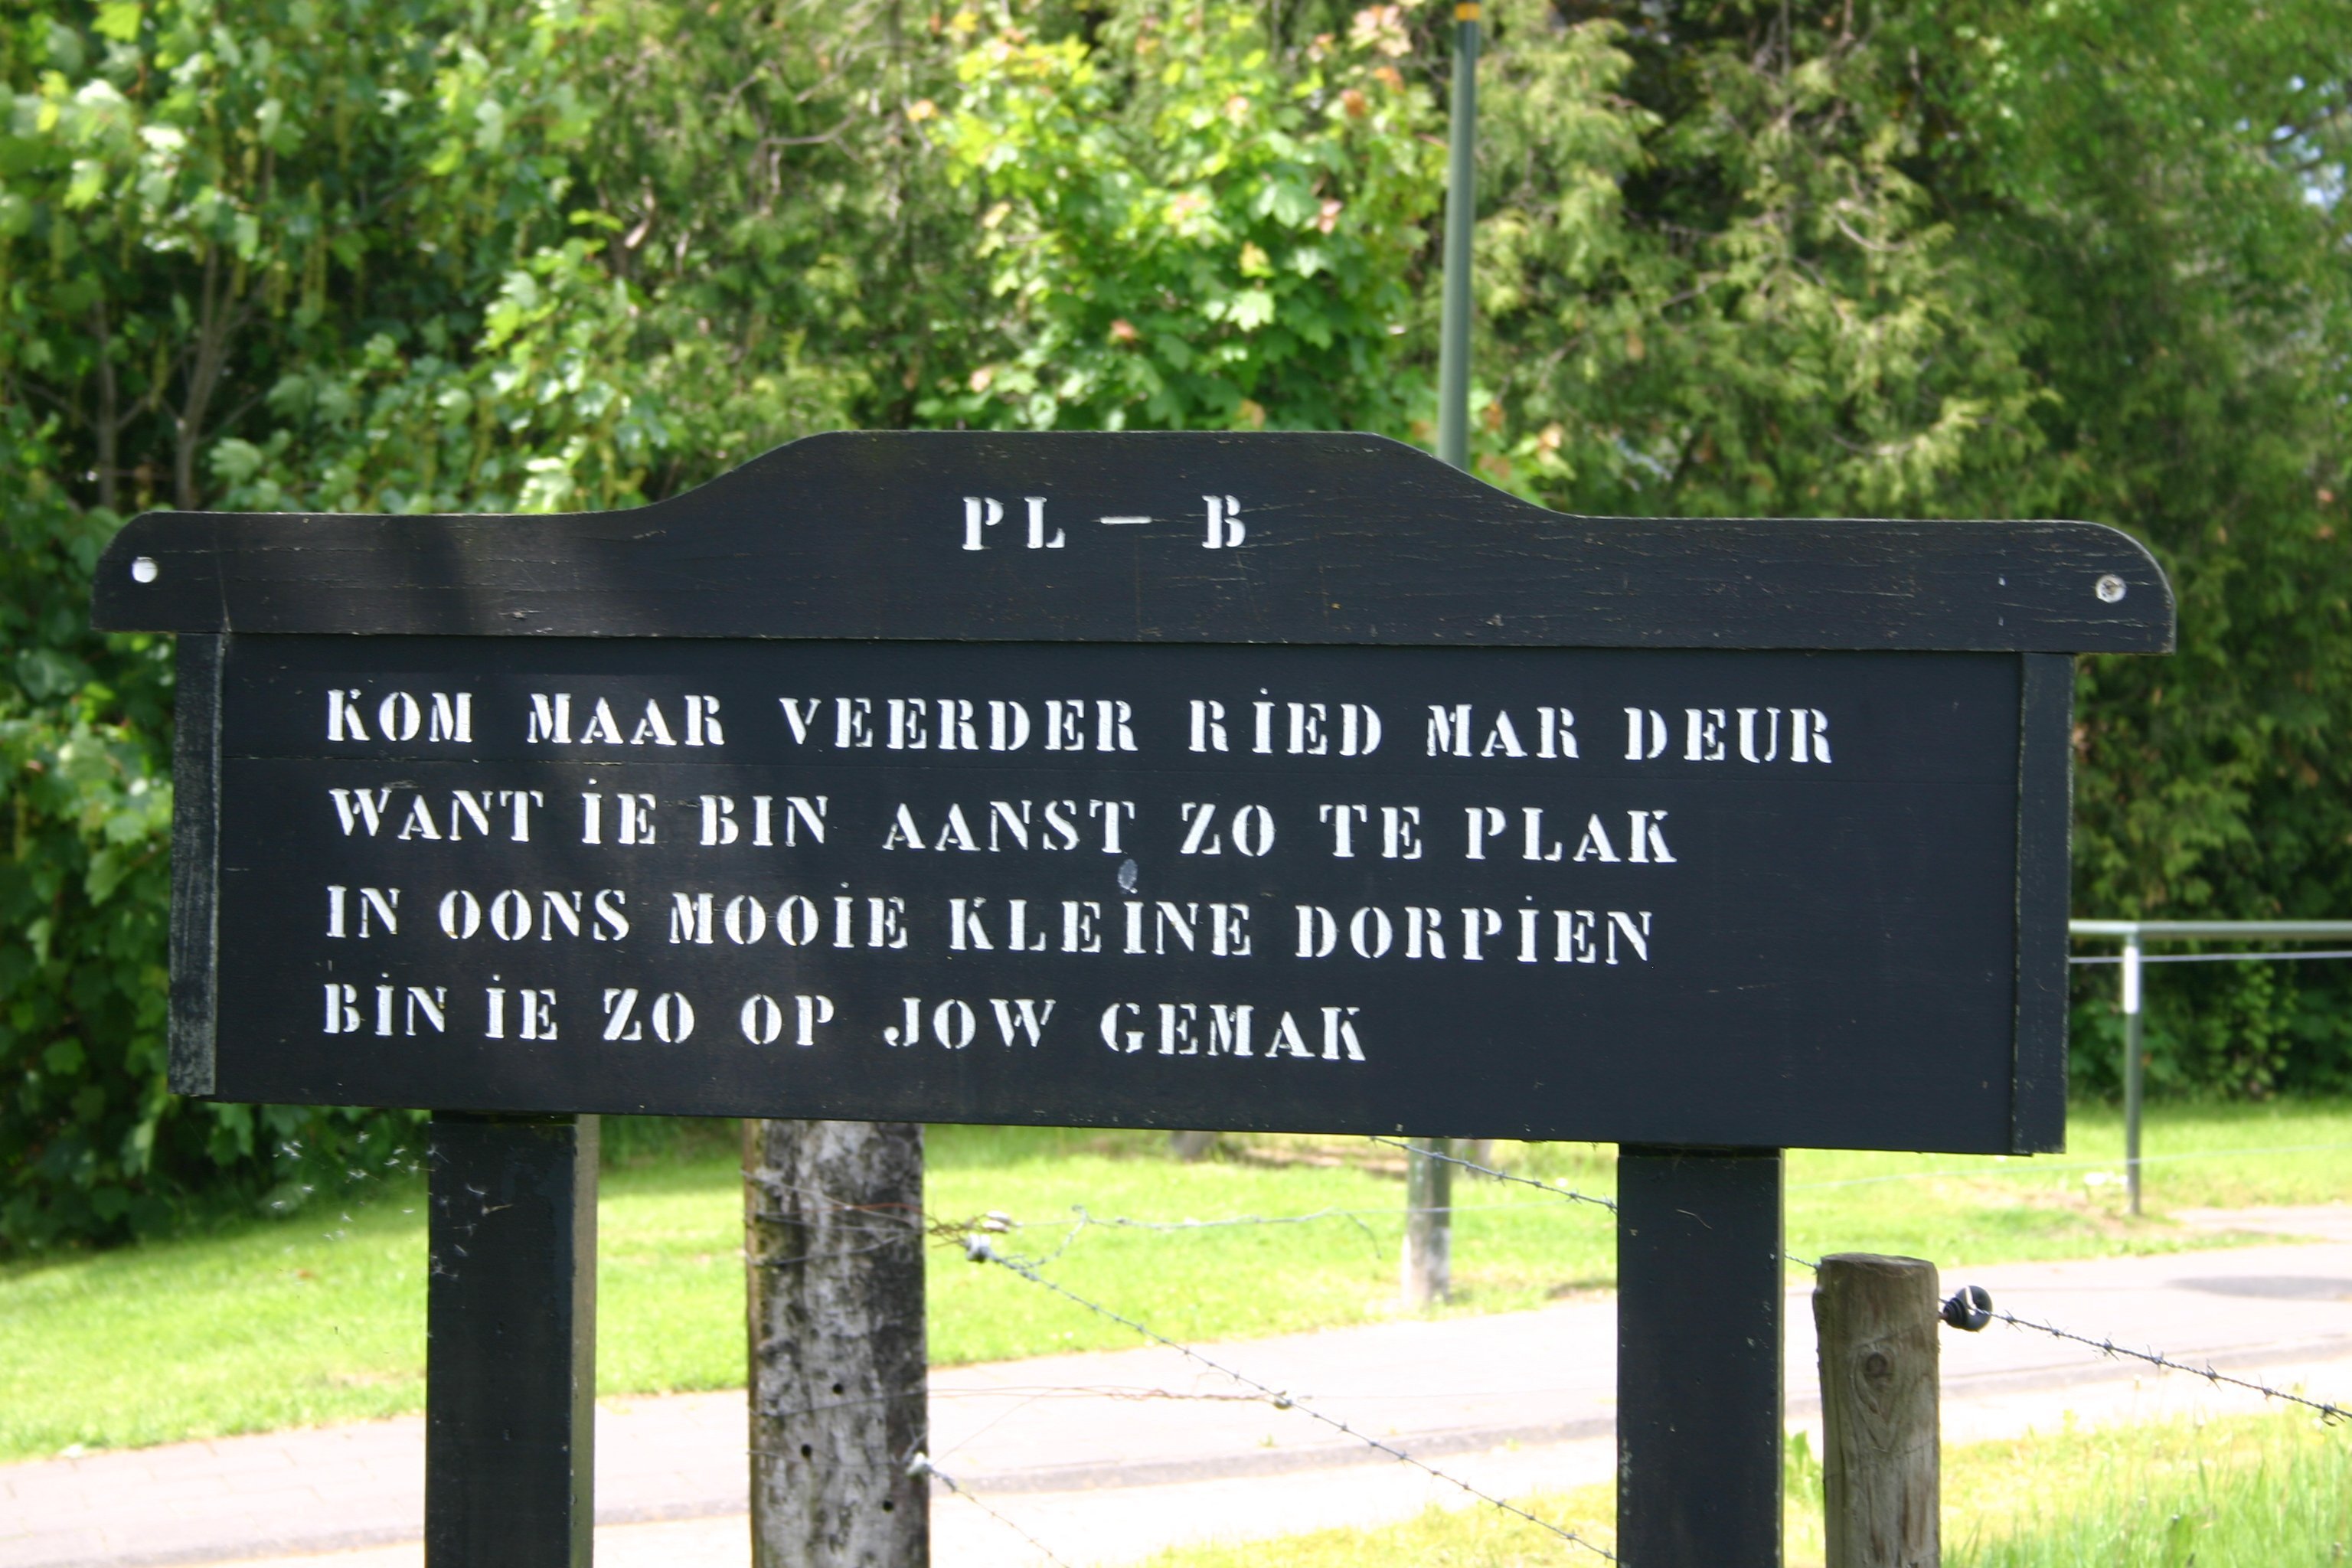 PL - B
KOM MAAR VEERDER RIED MAR DEUR
WANT IE BIN AANST ZO TE PLAK
IN OONS MOOIE KLEINE DORPIEN
BIN IE ZO OP JOW GEMAK